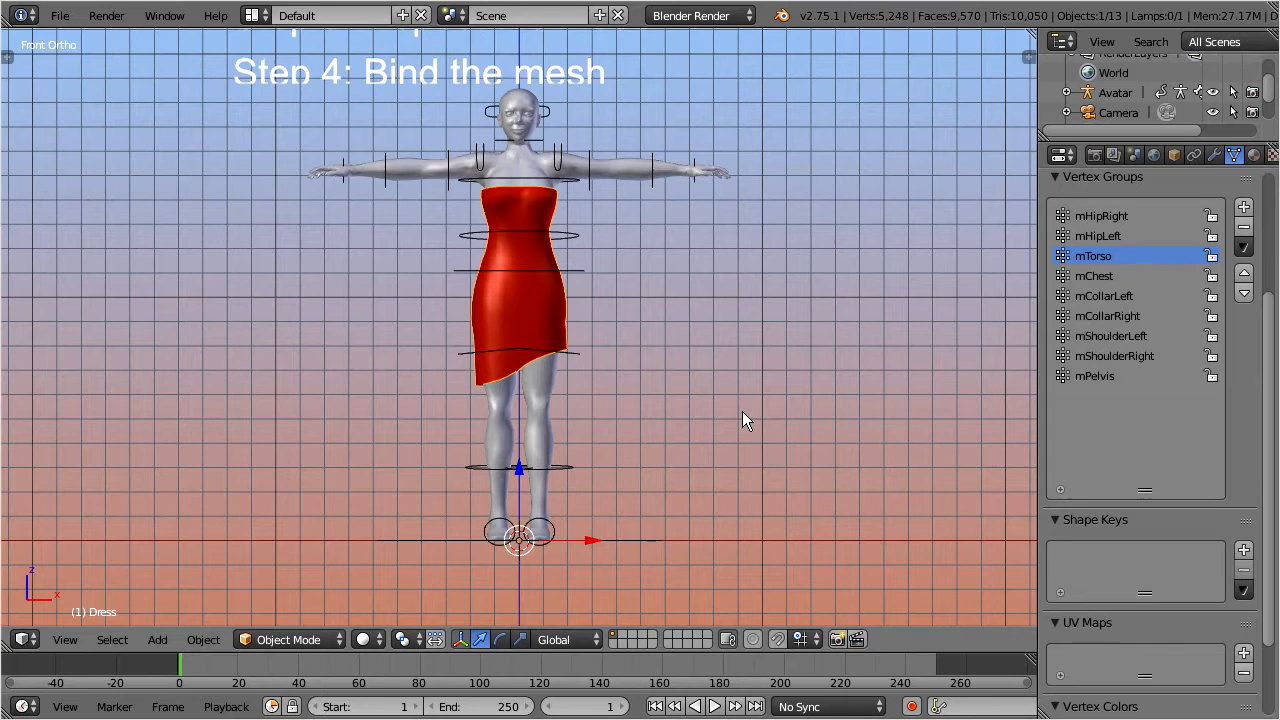 File Render Window Help Default Scene Blender Render v2.75.1 | Verts:5,248 | Faces:9,570 | Tris:10,050 | Objects:1/13 | Lamps:0/1 | Mem:27.17M |
Front Ortho
Step 4: Bind the mesh
(1) Dress
z
x
View Select Add Object Object Mode Global
-40 -20 0 20 40 60 80 100 120 140 160 180 200 220 240 260
View Marker Frame Playback Start: 1 End: 250 1 No Sync
View Search All Scenes
World
Avatar
Camera
Vertex Groups
mHipRight
mHipLeft
mTorso
mChest
mCollarLeft
mCollarRight
mShoulderLeft
mShoulderRight
mPelvis
Shape Keys
UV Maps
Vertex Colors